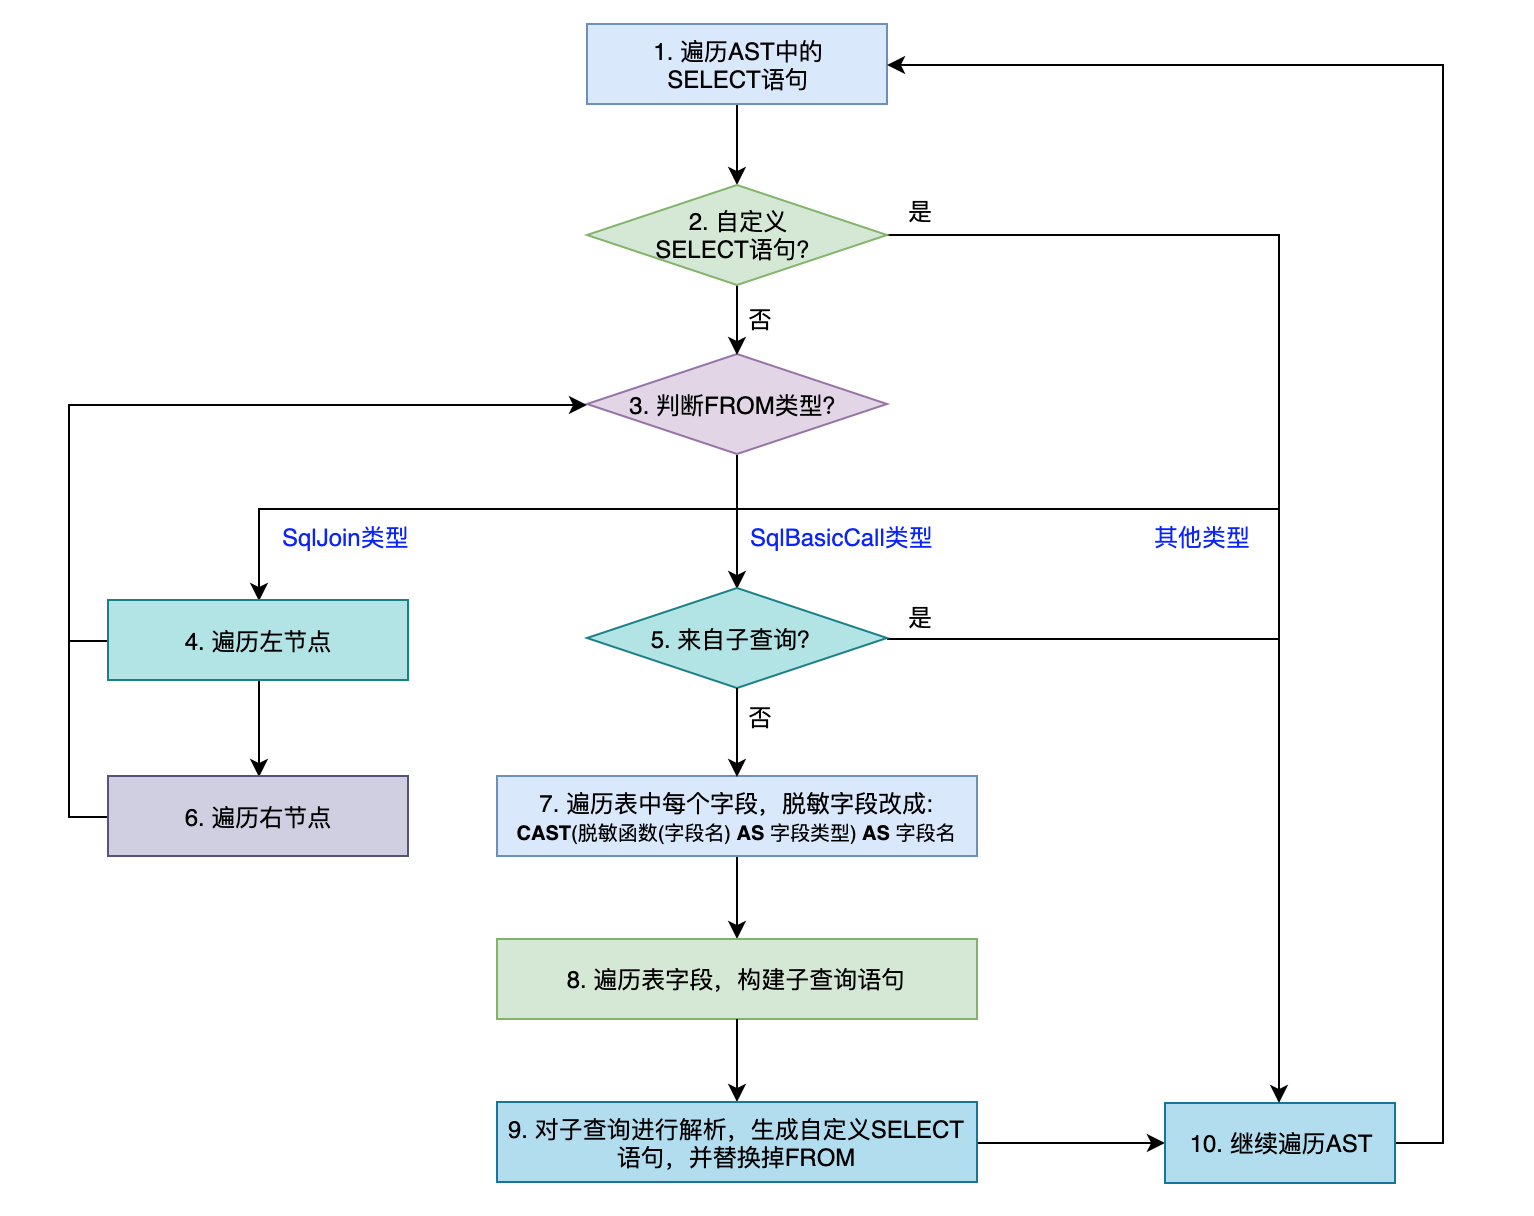 1. 遍历AST中的
SELECT语句
2. 自定义
SELECT语句?
是
否
3. 判断FROM类型?
SqlJoin类型
SqlBasicCall类型
其他类型
4. 遍历左节点
5. 来自子查询?
是
否
6. 遍历右节点
7. 遍历表中每个字段，脱敏字段改成:
CAST(脱敏函数(字段名) AS 字段类型) AS 字段名
8. 遍历表字段，构建子查询语句
9. 对子查询进行解析，生成自定义SELECT
语句，并替换掉FROM
10. 继续遍历AST